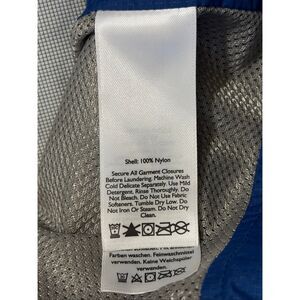 Shell: 100% Nylon
Secure All Garment Closures
Before Laundering. Machine Wash
Cold Delicate Separately. Use Mild
Detergent. Rinse Thoroughly. Do
Not Bleach. Do Not Use Fabric
Softeners. Tumble Dry Low. Do
Not Iron Or Steam. Do Not Dry
Clean.
Farben waschen. Feinwaschmittel
verwenden. Keine Weichspüler
verwenden.